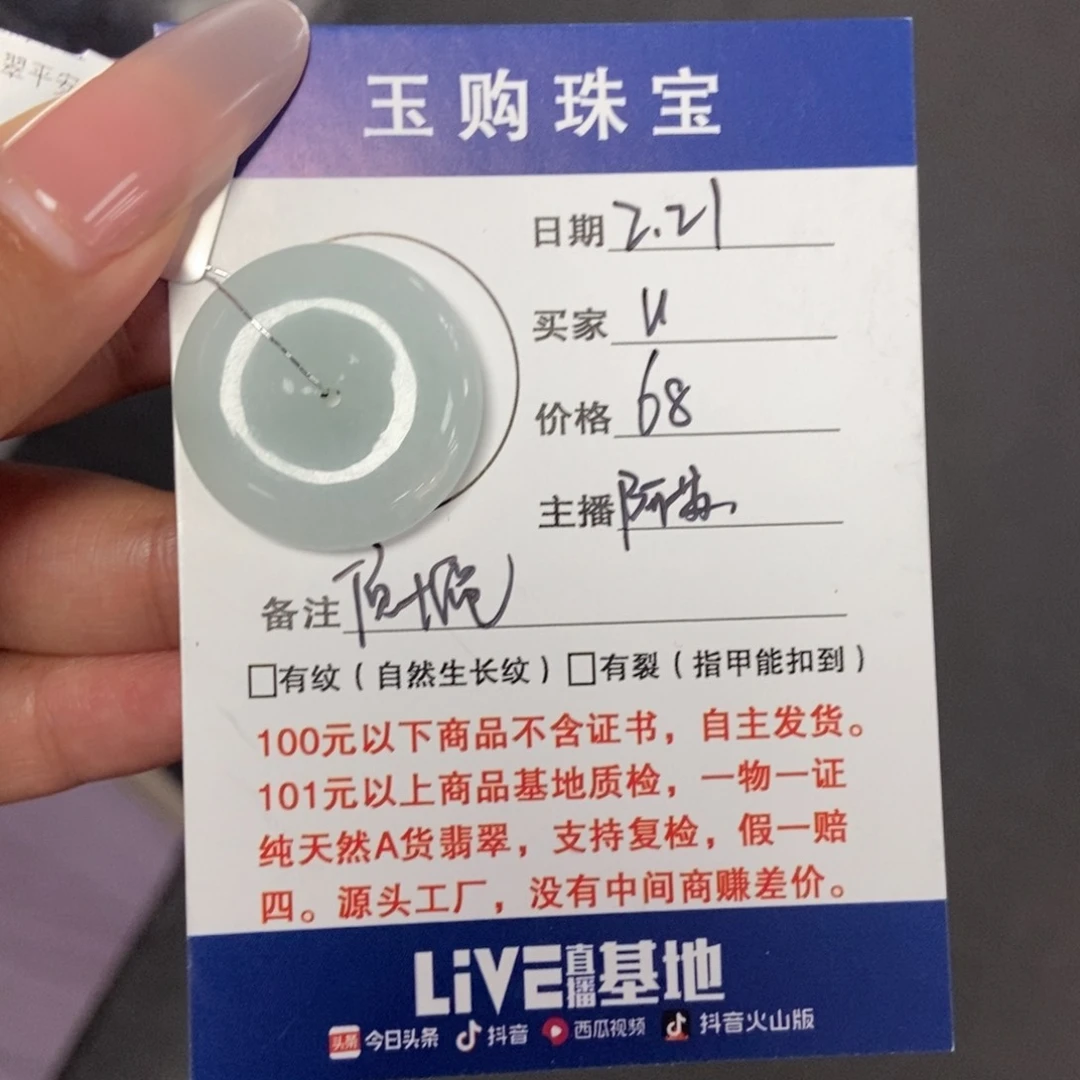 翠平安
玉购珠宝
日期 2.21
买家 U
价格 68
主播
备注
□有纹（自然生长纹）□有裂（指甲能扣到）
100元以下商品不含证书，自主发货。
101元以上商品基地质检，一物一证
纯天然A货翡翠，支持复检，假一赔
四。源头工厂，没有中间商赚差价。
LiVE直播基地
头条 今日头条 抖音 西瓜视频 抖音火山版